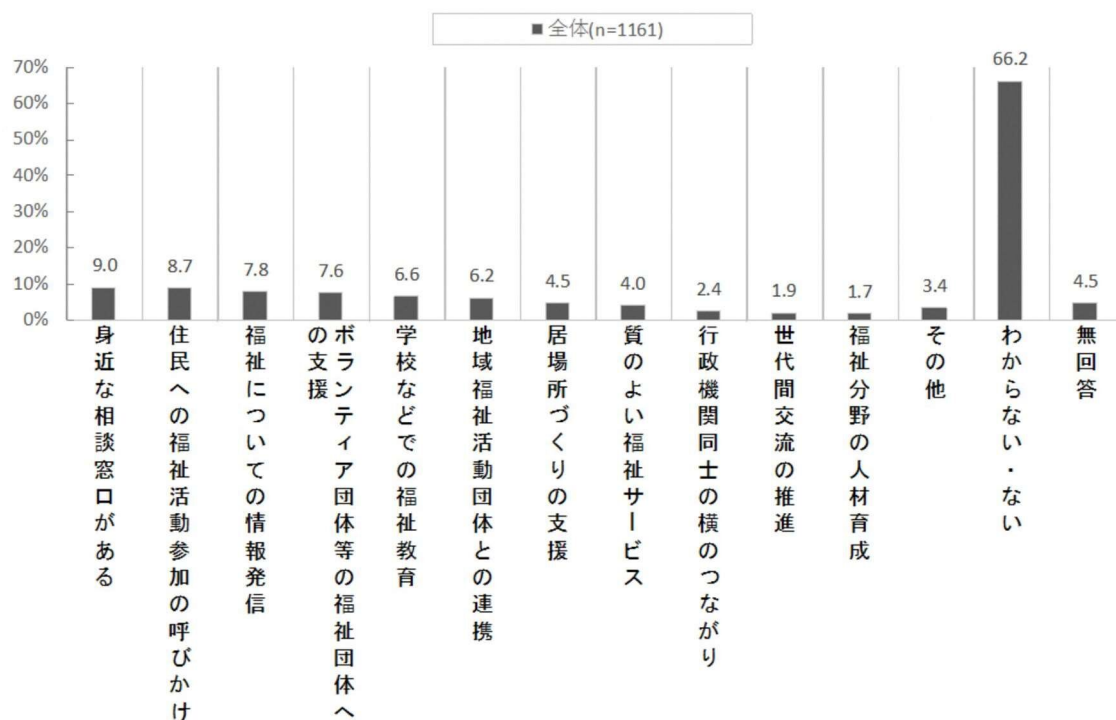 ■ 全体(n=1161)
70%
60%
50%
40%
30%
20%
10%
0%
9.0
8.7
7.8
7.6
6.6
6.2
4.5
4.0
2.4
1.9
1.7
3.4
66.2
4.5
身近な相談窓口がある
住民への福祉活動参加の呼びかけ
福祉についての情報発信
ボランティア団体等の福祉団体へ
の支援
学校などでの福祉教育
地域福祉活動団体との連携
居場所づくりの支援
質のよい福祉サービス
行政機関同士の横のつながり
世代間交流の推進
福祉分野の人材育成
その他
わからない・ない
無回答